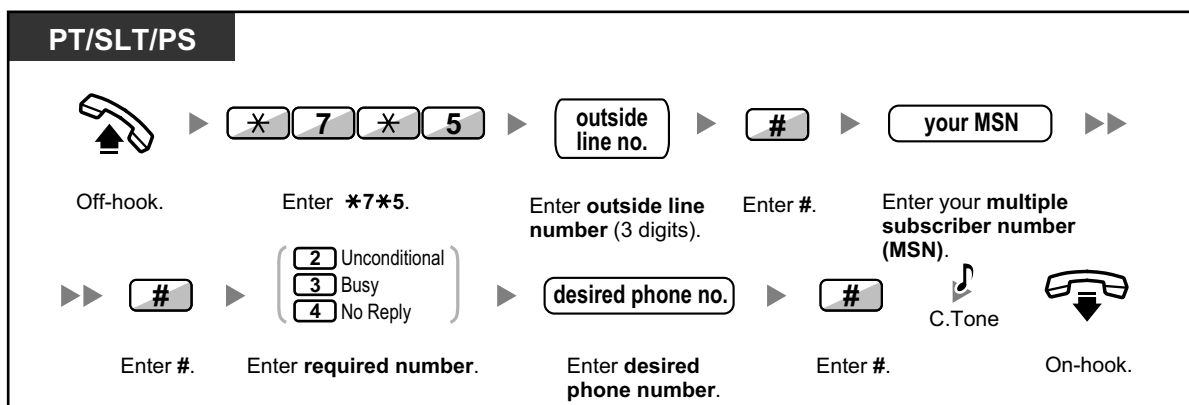 PT/SLT/PS
* 7 * 5
outside
line no.
#
your MSN
Off-hook.
Enter *7*5.
Enter outside line
number (3 digits).
Enter #.
Enter your multiple
subscriber number
(MSN).
#
2 Unconditional
3 Busy
4 No Reply
desired phone no.
#
C.Tone
Enter #.
Enter required number.
Enter desired
phone number.
Enter #.
On-hook.